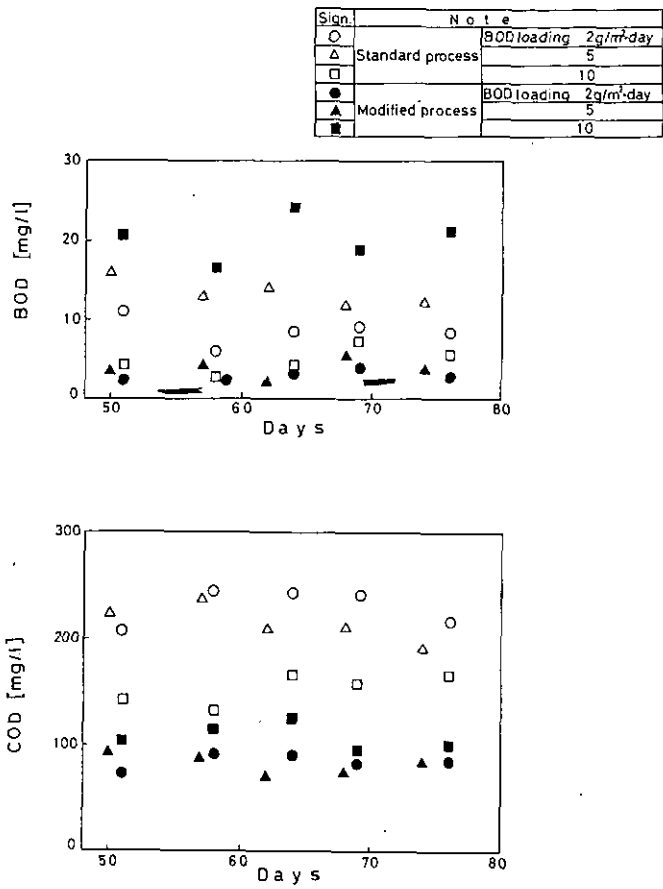 Sign. Note
Standard process BOD loading 2g/m²·day
5
10
Modified process BOD loading 2g/m²·day
5
10
30
20
10
0
BOD [mg/l]
50 60 70 80
Days
300
200
100
0
COD [mg/l]
50 60 70 80
Days